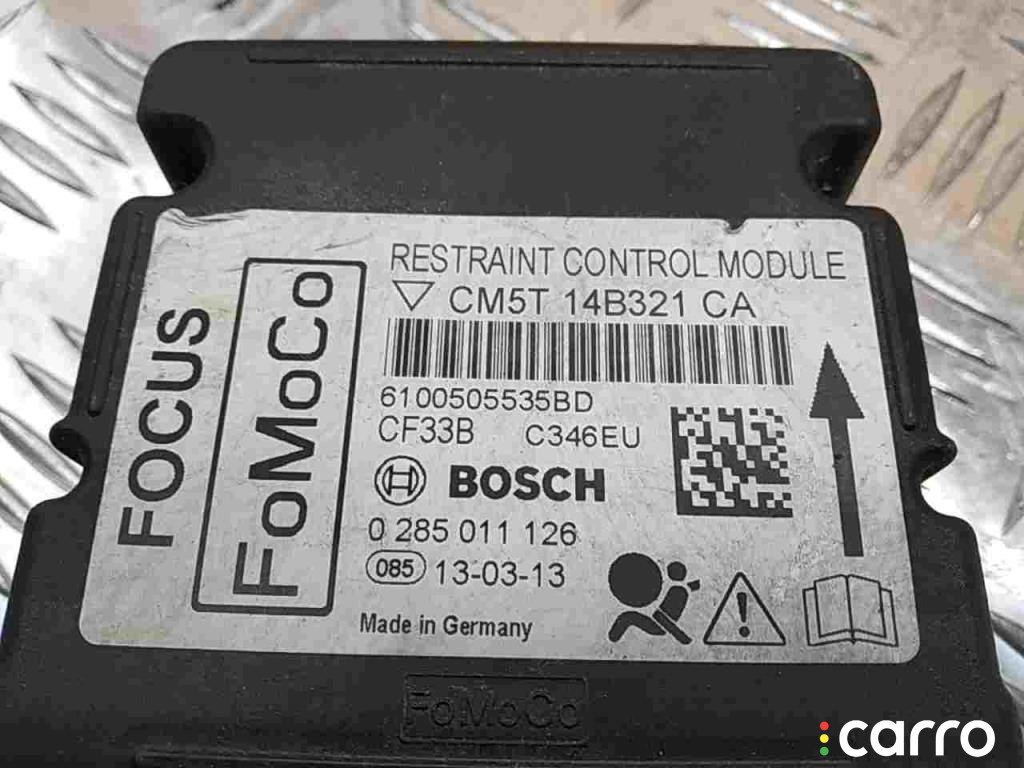 RESTRAINT CONTROL MODULE
CM5T 14B321 CA
FOCUS
FoMoCo
6100505535BD
CF33B C346EU
BOSCH
0 285 011 126
085 13-03-13
Made in Germany
FoMoCo
carro